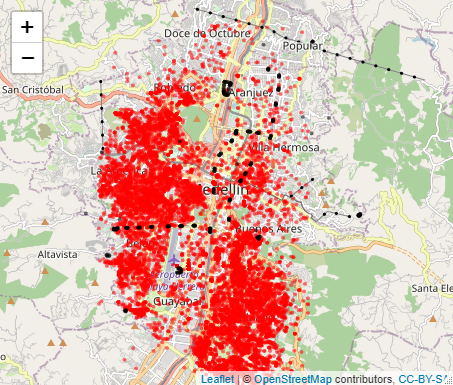 +
−
Doce de Octubre
Popular
San Cristóbal
Aranjuez
Villa Hermosa
Medellín
Buenos Aires
Altavista
Guayabal
Santa Ele
Leaflet | © OpenStreetMap contributors, CC-BY-SA